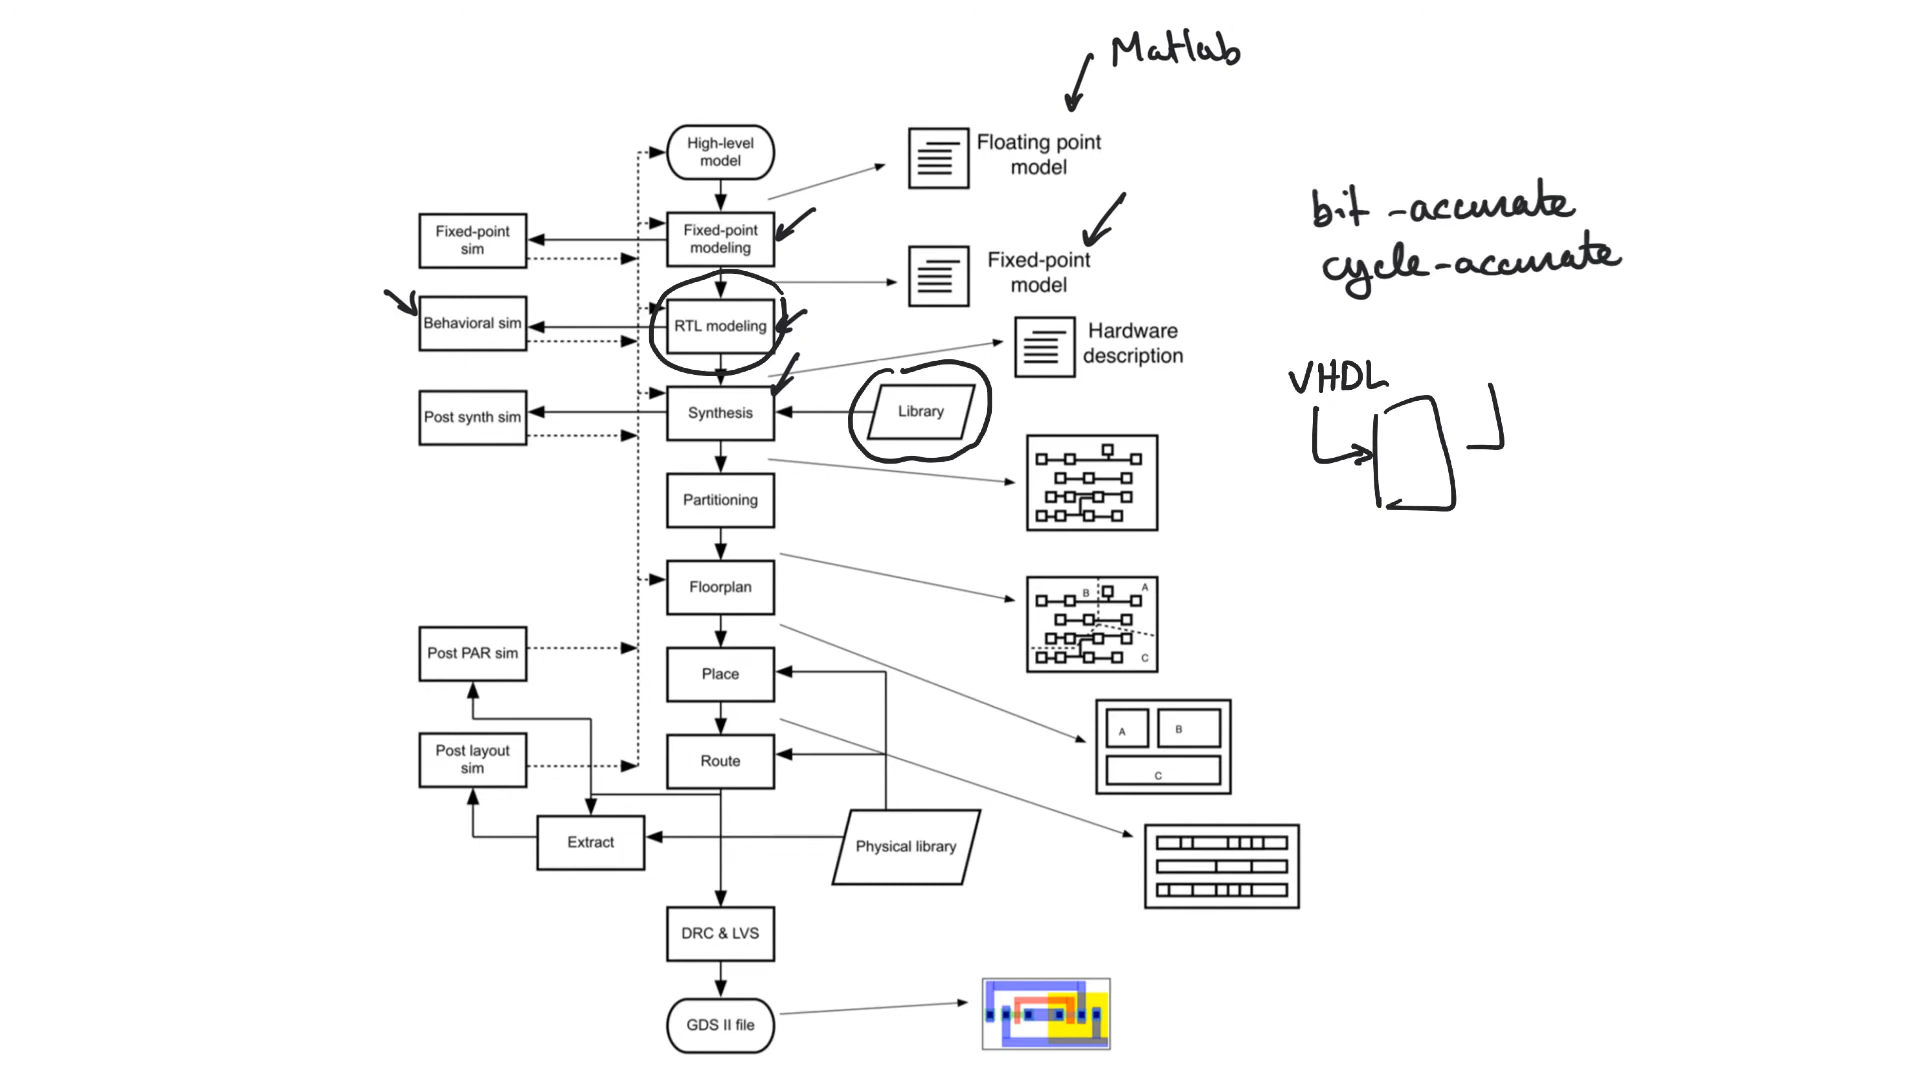 Matlab
High-level
model
Floating point
model
Fixed-point
sim
Fixed-point
modeling
bit -accurate
cycle-accurate
Fixed-point
model
Behavioral sim
RTL modeling
Hardware
description
VHDL
Post synth sim
Synthesis
Library
Partitioning
Floorplan
B
A
C
Post PAR sim
Place
A
B
C
Post layout
sim
Route
Extract
Physical library
DRC & LVS
GDS II file